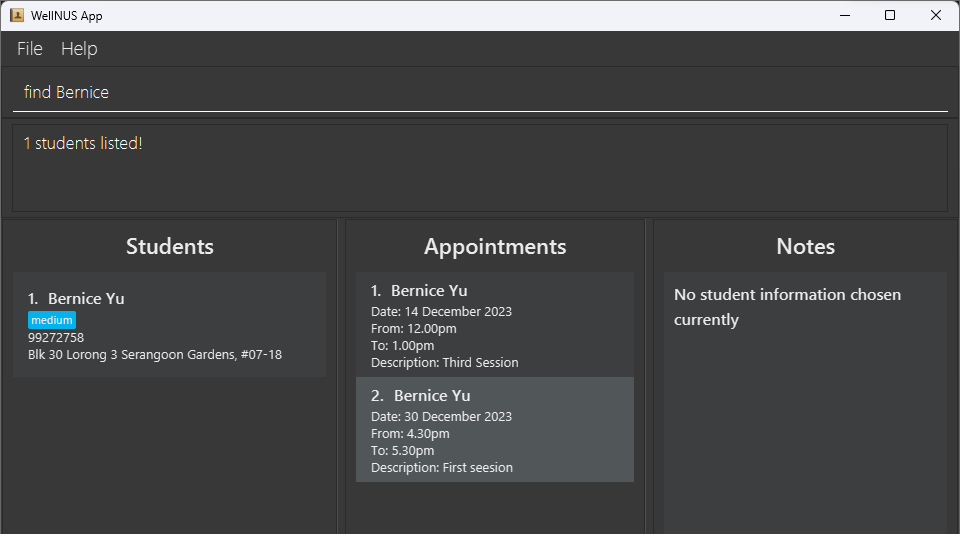 WellNUS App
File Help
find Bernice
1 students listed!
Students
1. Bernice Yu
medium
99272758
Blk 30 Lorong 3 Serangoon Gardens, #07-18
Appointments
1. Bernice Yu
Date: 14 December 2023
From: 12.00pm
To: 1.00pm
Description: Third Session
2. Bernice Yu
Date: 30 December 2023
From: 4.30pm
To: 5.30pm
Description: First seesion
Notes
No student information chosen
currently